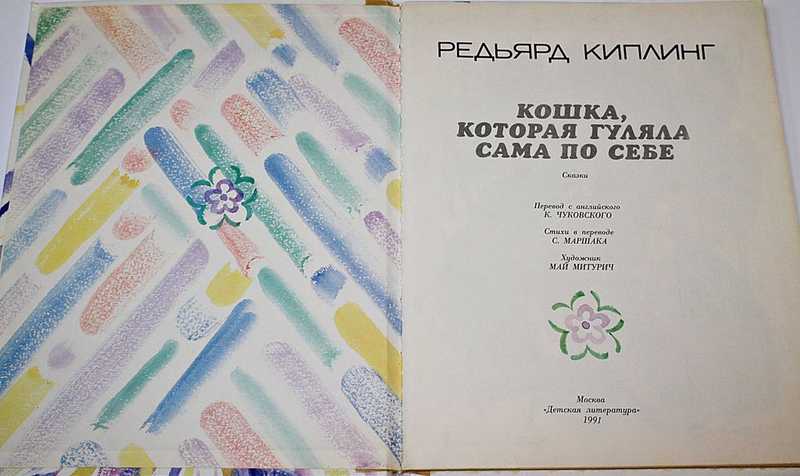 РЕДЬЯРД КИПЛИНГ
КОШКА,
КОТОРАЯ ГУЛЯЛА
САМА ПО СЕБЕ
Сказки
Перевод с английского
К. ЧУКОВСКОГО
Стихи в переводе
С. МАРШАКА
Художник
МАЙ МИТУРИЧ
Москва
«Детская литература»
1991